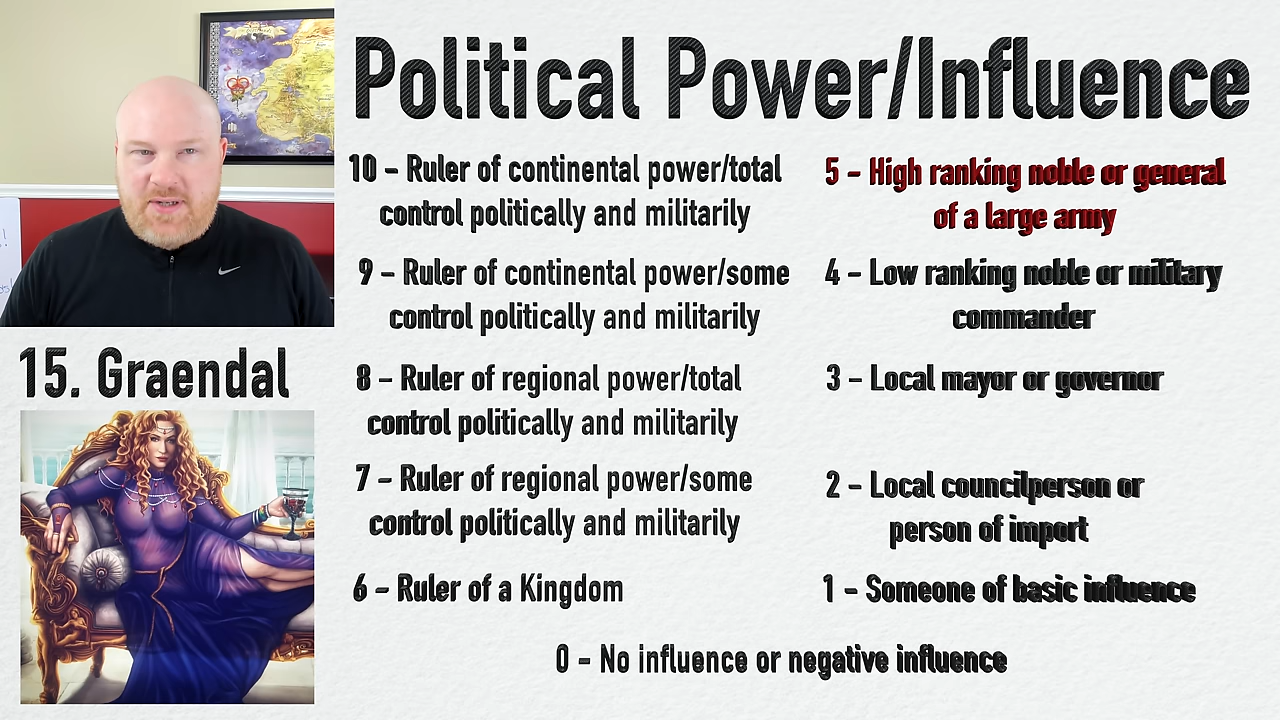 Political Power/Influence
10 - Ruler of continental power/total
control politically and militarily
9 - Ruler of continental power/some
control politically and militarily
8 - Ruler of regional power/total
control politically and militarily
7 - Ruler of regional power/some
control politically and militarily
6 - Ruler of a Kingdom
5 - High ranking noble or general
of a large army
4 - Low ranking noble or military
commander
3 - Local mayor or governor
2 - Local councilperson or
person of import
1 - Someone of basic influence
0 - No influence or negative influence
15. Graendal